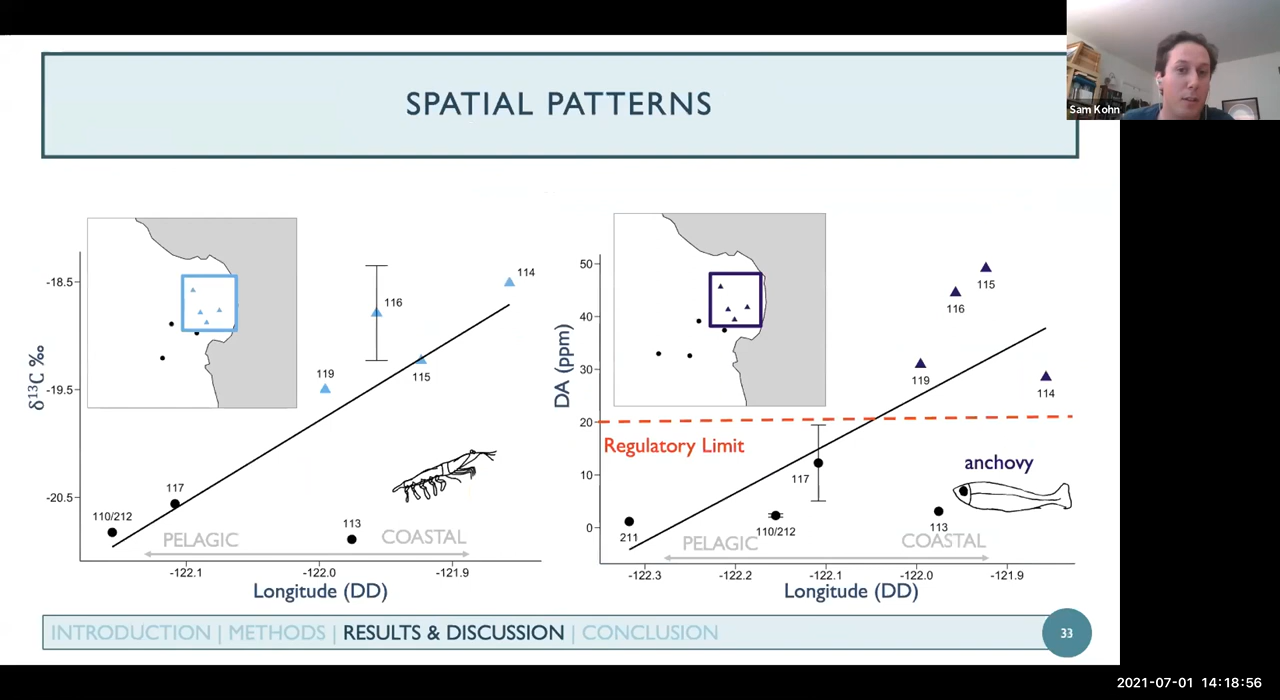 SPATIAL PATTERNS
Sam Kohn
δ¹³C ‰
-18.5
-19.5
-20.5
114
116
115
119
117
110/212
113
PELAGIC
COASTAL
-122.1
-122.0
-121.9
Longitude (DD)
DA (ppm)
50
40
30
20
10
0
115
116
119
114
Regulatory Limit
anchovy
117
110/212
113
211
PELAGIC
COASTAL
-122.3
-122.2
-122.1
-122.0
-121.9
Longitude (DD)
INTRODUCTION | METHODS | RESULTS & DISCUSSION | CONCLUSION
33
2021-07-01 14:18:56